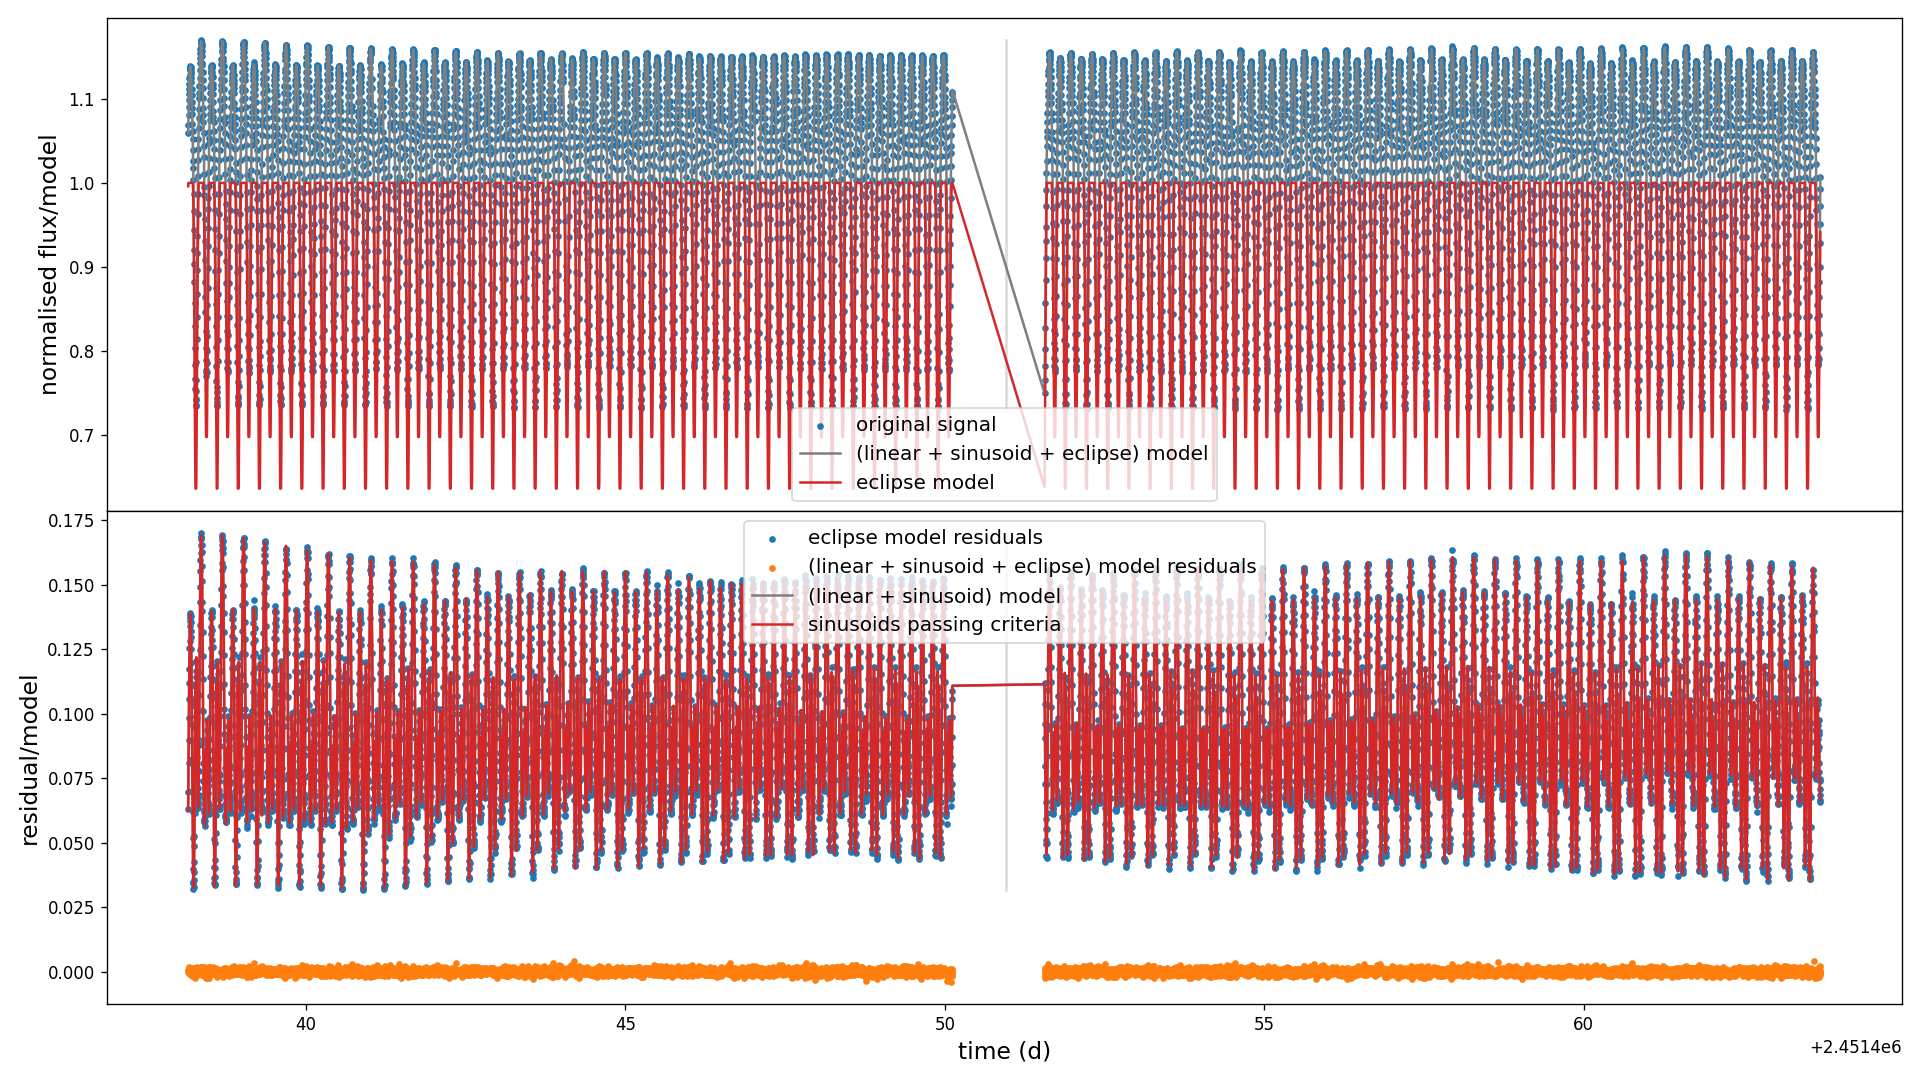 normalised flux/model
1.1
1.0
0.9
0.8
0.7
original signal
(linear + sinusoid + eclipse) model
eclipse model
residual/model
0.175
0.150
0.125
0.100
0.075
0.050
0.025
0.000
eclipse model residuals
(linear + sinusoid + eclipse) model residuals
(linear + sinusoid) model
sinusoids passing criteria
40 45 50 55 60
time (d)
+2.4514e6